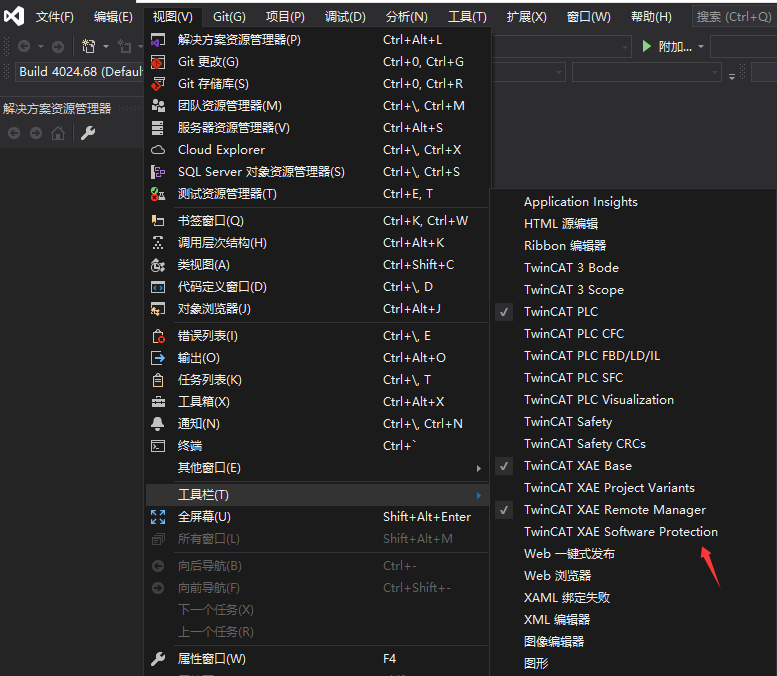 文件(F) 编辑(E) 视图(V) Git(G) 项目(P) 调试(D) 分析(N) 工具(T) 扩展(X) 窗口(W) 帮助(H) 搜索 (Ctrl+Q)
附加...
Build 4024.68 (Defaul
解决方案资源管理器
解决方案资源管理器(P) Ctrl+Alt+L
Git 更改(G) Ctrl+0, Ctrl+G
Git 存储库(S) Ctrl+0, Ctrl+R
团队资源管理器(M) Ctrl+\, Ctrl+M
服务器资源管理器(V) Ctrl+Alt+S
Cloud Explorer Ctrl+\, Ctrl+X
SQL Server 对象资源管理器(S) Ctrl+\, Ctrl+S
测试资源管理器(T) Ctrl+E, T
书签窗口(Q) Ctrl+K, Ctrl+W
调用层次结构(H) Ctrl+Alt+K
类视图(A) Ctrl+Shift+C
代码定义窗口(D) Ctrl+\, D
对象浏览器(J) Ctrl+Alt+J
错误列表(I) Ctrl+\, E
输出(O) Ctrl+Alt+O
任务列表(K) Ctrl+\, T
工具箱(X) Ctrl+Alt+X
通知(N) Ctrl+\, Ctrl+N
终端 Ctrl+`
其他窗口(E)
工具栏(T)
全屏幕(U) Shift+Alt+Enter
所有窗口(L) Shift+Alt+M
向后导航(B) Ctrl+-
向前导航(F) Ctrl+Shift+-
下一个任务(X)
上一个任务(R)
属性窗口(W) F4
Application Insights
HTML 源编辑
Ribbon 编辑器
TwinCAT 3 Bode
TwinCAT 3 Scope
TwinCAT PLC
TwinCAT PLC CFC
TwinCAT PLC FBD/LD/IL
TwinCAT PLC SFC
TwinCAT PLC Visualization
TwinCAT Safety
TwinCAT Safety CRCs
TwinCAT XAE Base
TwinCAT XAE Project Variants
TwinCAT XAE Remote Manager
TwinCAT XAE Software Protection
Web 一键式发布
Web 浏览器
XAML 绑定失败
XML 编辑器
图像编辑器
图形